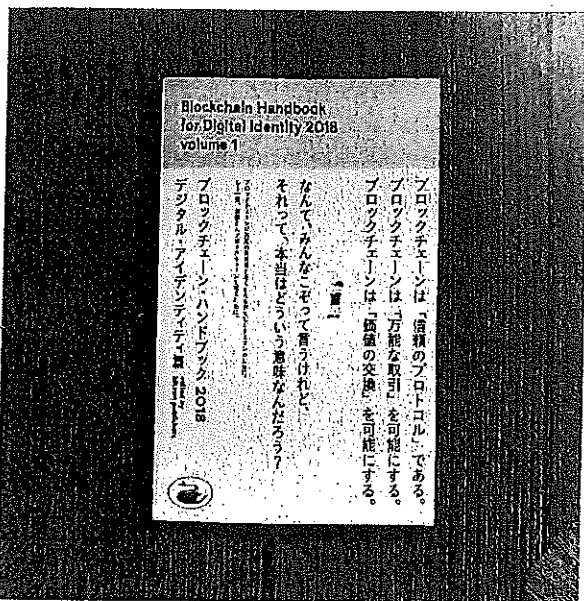 Blockchain Handbook
for Digital Identity 2018
volume 1
ブロックチェーンは「信頼のプロトコル」である。
ブロックチェーンは「万能な取引」を可能にする。
ブロックチェーンは「価値の交換」を可能にする。
なんて、みんなこぞって言うけれど、
それって、本当はどういう意味なんだろう？
ブロックチェーン・ハンドブック 2018
デジタル・アイデンティティ篇